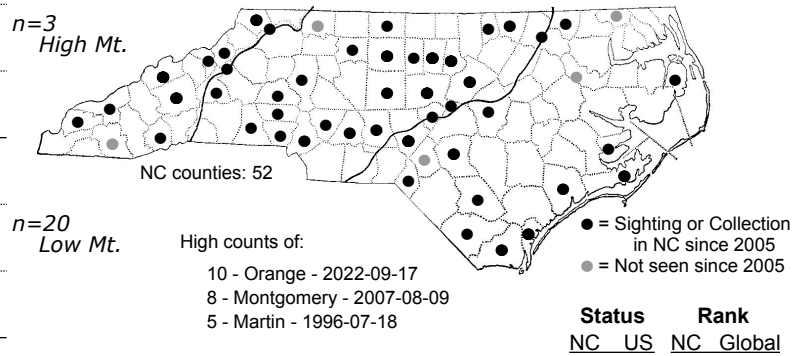 n=3
High Mt.
NC counties: 52
n=20
Low Mt.
High counts of:
10 - Orange - 2022-09-17
8 - Montgomery - 2007-08-09
5 - Martin - 1996-07-18
= Sighting or Collection
in NC since 2005
= Not seen since 2005
Status Rank
NC US NC Global